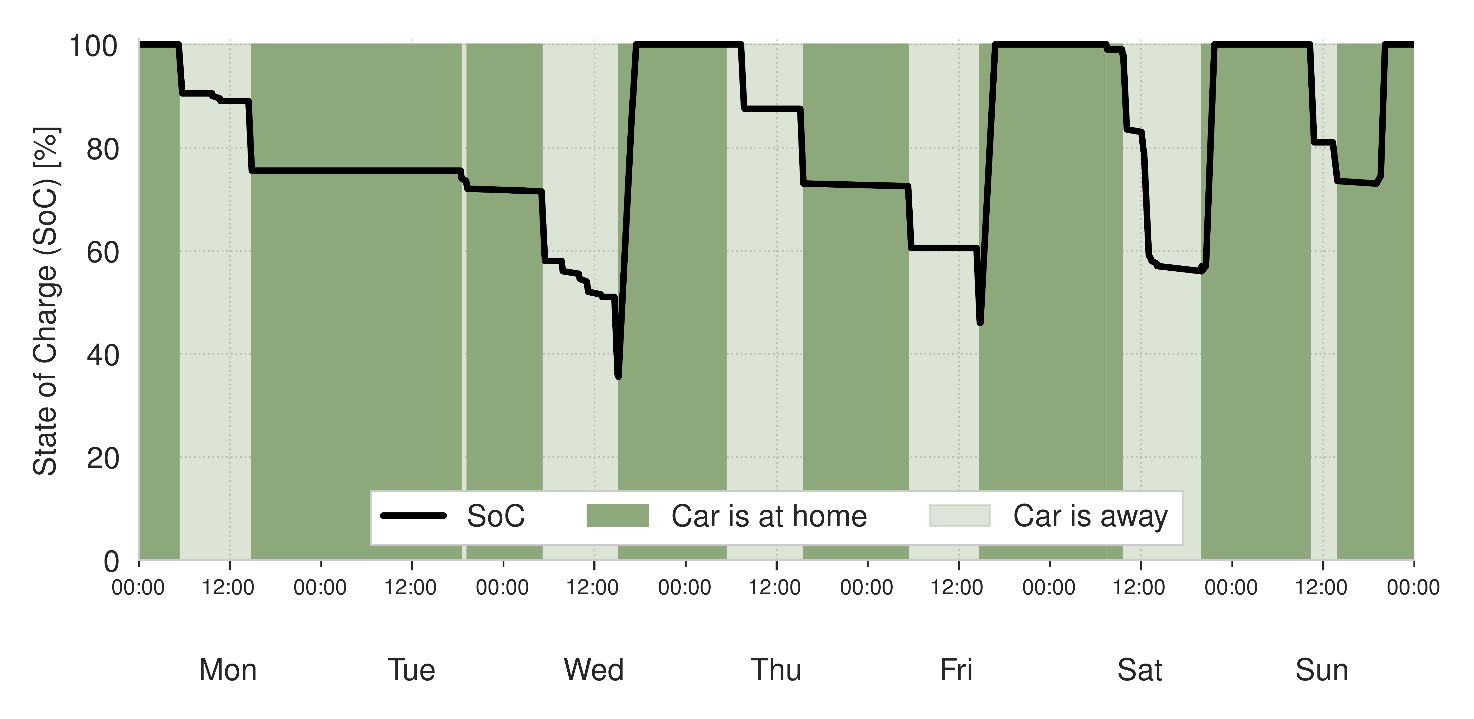 State of Charge (SoC) [%]
100
80
60
40
20
0
SoC Car is at home Car is away
00:00 12:00 00:00 12:00 00:00 12:00 00:00 12:00 00:00 12:00 00:00 12:00 00:00 12:00 00:00
Mon Tue Wed Thu Fri Sat Sun